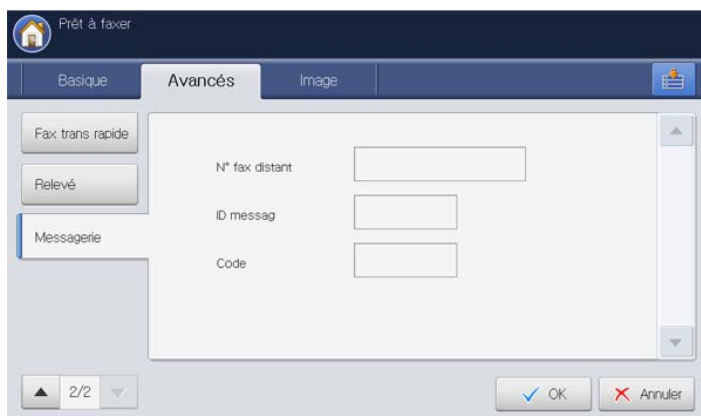 Prêt à faxer
Basique
Avancés
Image
Fax trans rapide
Relevé
Messagerie
N° fax distant
ID messag
Code
2/2
OK
Annuler